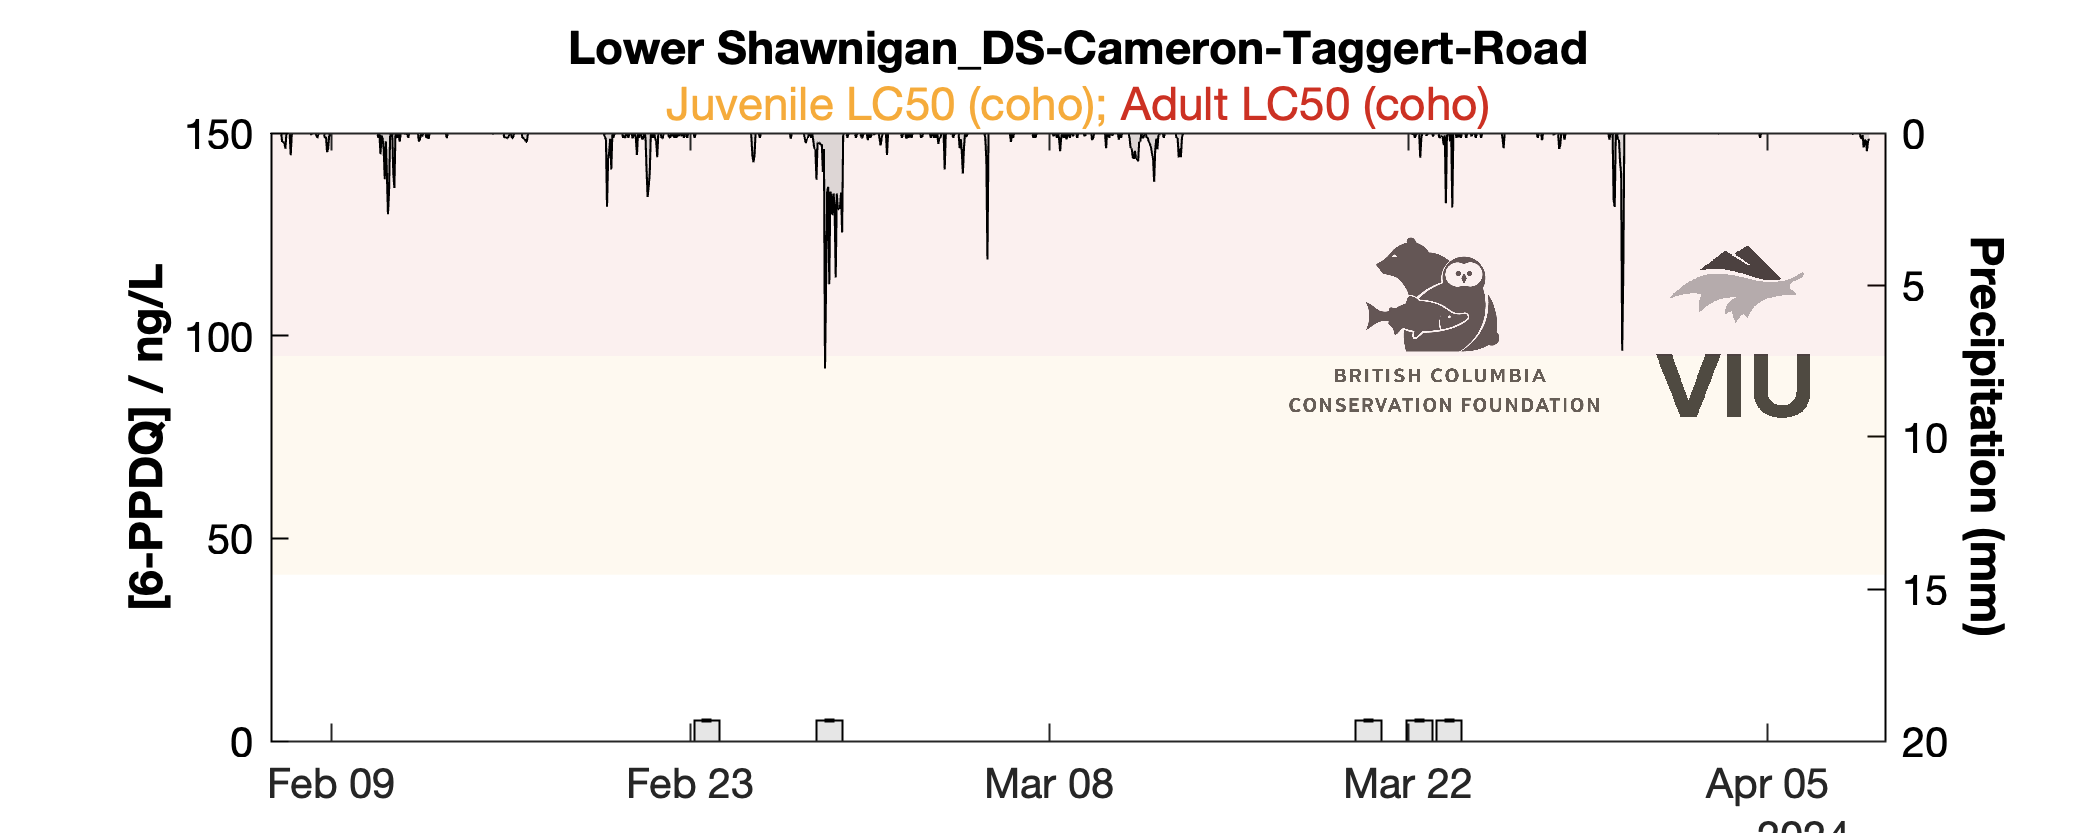 Lower Shawnigan_DS-Cameron-Taggert-Road
Juvenile LC50 (coho); Adult LC50 (coho)
[6-PPDQ] / ng/L
150
100
50
0
0
5
10
15
20
Precipitation (mm)
BRITISH COLUMBIA
CONSERVATION FOUNDATION
VIU
Feb 09 Feb 23 Mar 08 Mar 22 Apr 05
2024